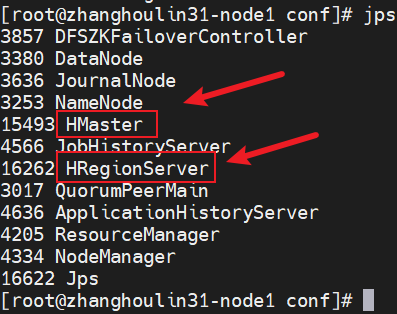 [root@zhanghoulin31-node1 conf]# jps
3857 DFSZKFailoverController
3380 DataNode
3636 JournalNode
3253 NameNode
15493 HMaster
4566 JobHistoryServer
16262 HRegionServer
3017 QuorumPeerMain
4636 ApplicationHistoryServer
4205 ResourceManager
4334 NodeManager
16622 Jps
[root@zhanghoulin31-node1 conf]#